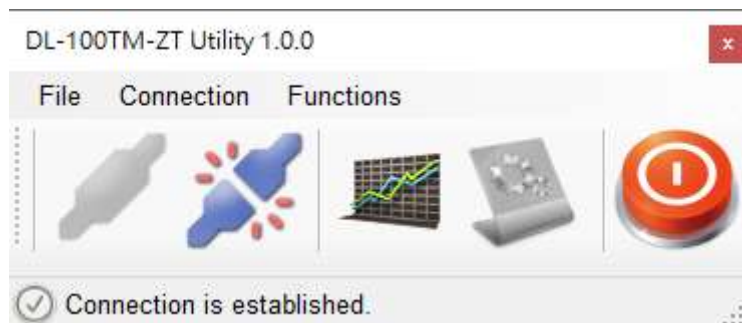 DL-100TM-ZT Utility 1.0.0
File Connection Functions
Connection is established.